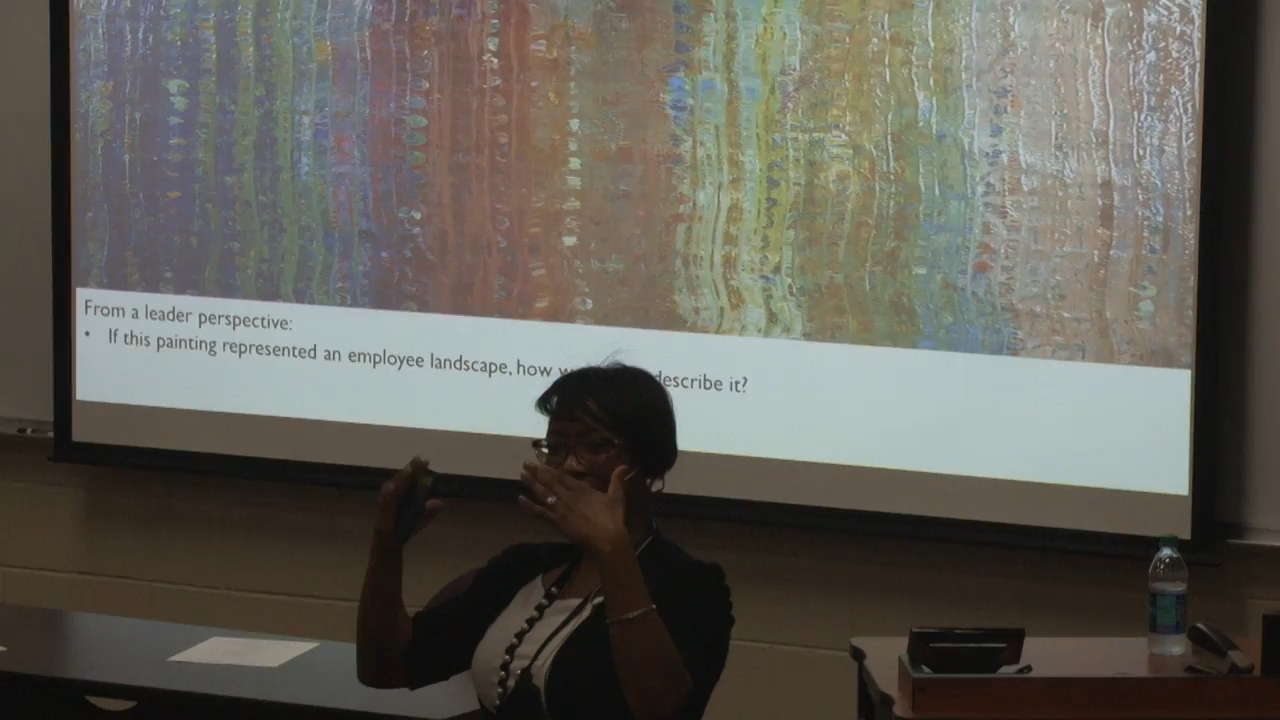 From a leader perspective:
• If this painting represented an employee landscape, how describe it?